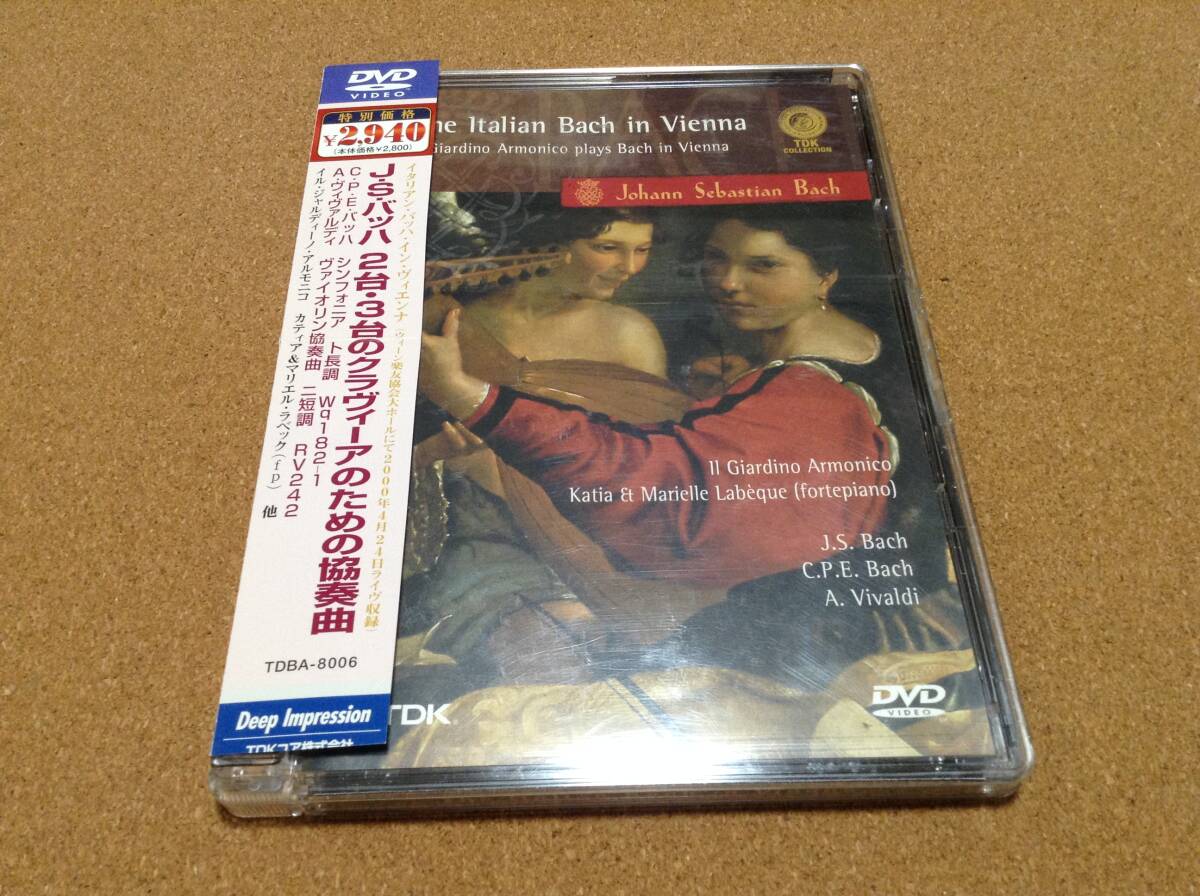 DVD
VIDEO
特別価格
¥2,940
(本体価格¥2,800)
イタリアン・バッハ・イン・ヴィエンナ(ウィーン楽友協会大ホールにて2000年4月24日ライヴ収録)
J・S・バッハ 2台・3台のクラヴィーアのための協奏曲
C・P・E・バッハ シンフォニア ト長調 Wq182-1
A・ヴィヴァルディ ヴァイオリン協奏曲 ニ短調 RV242
イル・ジャルディーノ・アルモニコ カティア&マリエル・ラベック(fp) 他
TDBA-8006
Deep Impression
TDKコア株式会社
BACH
ne Italian Bach in Vienna
Giardino Armonico plays Bach in Vienna
TDK
COLLECTION
Johann Sebastian Bach
Il Giardino Armonico
Katia & Marielle Labèque (fortepiano)
J.S. Bach
C.P.E. Bach
A. Vivaldi
TDK
DVD
VIDEO